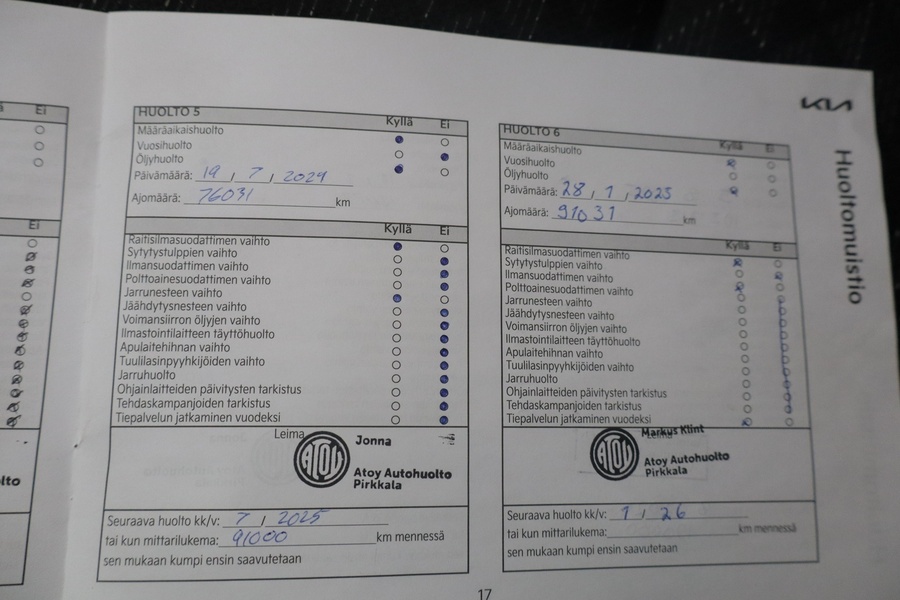 Ei
Ei
lto
HUOLTO 5
Kyllä Ei
Määräaikaishuolto
Vuosihuolto
Öljyhuolto
Päivämäärä: 19 / 7 / 2024
Ajomäärä: 76031 km
Kyllä Ei
Raitisilmasuodattimen vaihto
Sytytystulppien vaihto
Ilmansuodattimen vaihto
Polttoainesuodattimen vaihto
Jarrunesteen vaihto
Jäähdytysnesteen vaihto
Voimansiirron öljyjen vaihto
Ilmastointilaitteen täyttöhuolto
Apulaitehihnan vaihto
Tuulilasinpyyhkijöiden vaihto
Jarruhuolto
Ohjainlaitteiden päivitysten tarkistus
Tehdaskampanjoiden tarkistus
Tiepalvelun jatkaminen vuodeksi
Leima
ATOY
Jonna
Atoy Autohuolto
Pirkkala
Seuraava huolto kk/v: 7 / 2025
tai kun mittarilukema: 91000 km mennessä
sen mukaan kumpi ensin saavutetaan
HUOLTO 6
Kyllä Ei
Määräaikaishuolto
Vuosihuolto
Öljyhuolto
Päivämäärä: 28 / 1 / 2025
Ajomäärä: 91031 km
Kyllä Ei
Raitisilmasuodattimen vaihto
Sytytystulppien vaihto
Ilmansuodattimen vaihto
Polttoainesuodattimen vaihto
Jarrunesteen vaihto
Jäähdytysnesteen vaihto
Voimansiirron öljyjen vaihto
Ilmastointilaitteen täyttöhuolto
Apulaitehihnan vaihto
Tuulilasinpyyhkijöiden vaihto
Jarruhuolto
Ohjainlaitteiden päivitysten tarkistus
Tehdaskampanjoiden tarkistus
Tiepalvelun jatkaminen vuodeksi
Leima
ATOY
Markus Klint
Atoy Autohuolto
Pirkkala
Seuraava huolto kk/v: 1 / 26
tai kun mittarilukema: km mennessä
sen mukaan kumpi ensin saavutetaan
KIA
Huoltomuistio
17